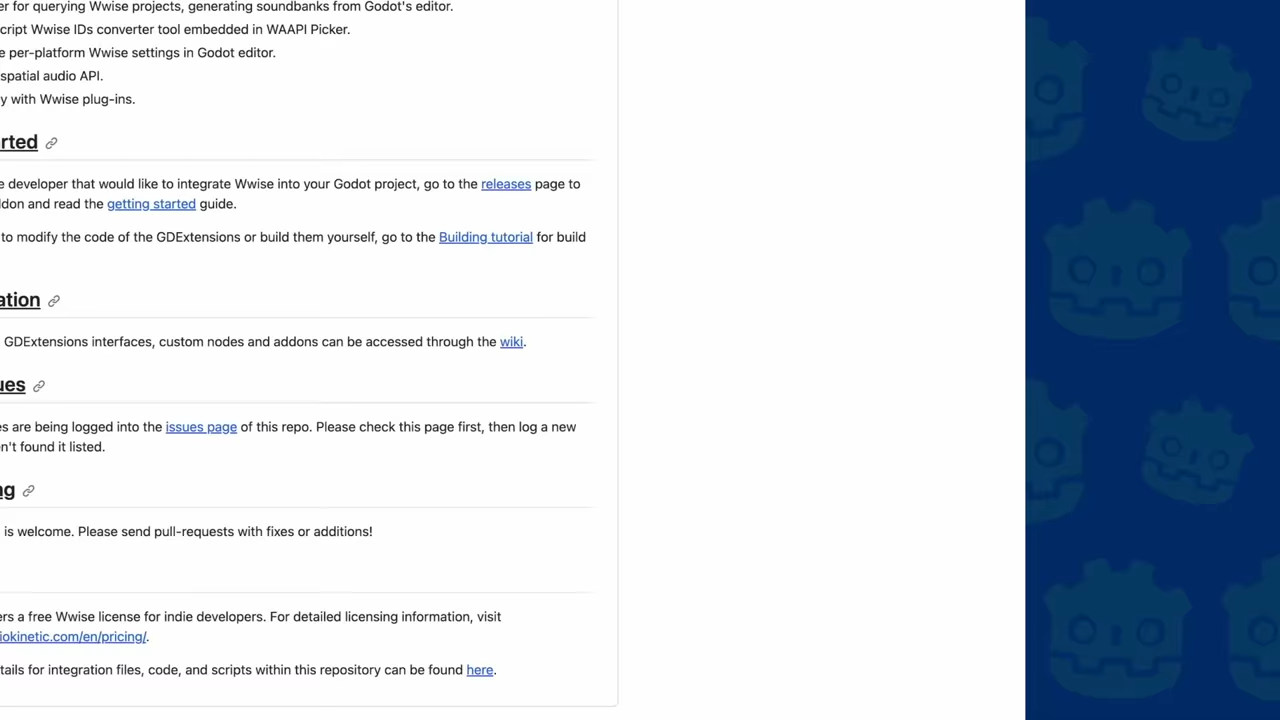 er for querying Wwise projects, generating soundbanks from Godot's editor.
cript Wwise IDs converter tool embedded in WAAPI Picker.
e per-platform Wwise settings in Godot editor.
spatial audio API.
y with Wwise plug-ins.
rted
e developer that would like to integrate Wwise into your Godot project, go to the releases page to
ddon and read the getting started guide.
to modify the code of the GDExtensions or build them yourself, go to the Building tutorial for build
ation
GDExtensions interfaces, custom nodes and addons can be accessed through the wiki.
ues
es are being logged into the issues page of this repo. Please check this page first, then log a new
n't found it listed.
ng
is welcome. Please send pull-requests with fixes or additions!
ers a free Wwise license for indie developers. For detailed licensing information, visit
iokinetic.com/en/pricing/.
tails for integration files, code, and scripts within this repository can be found here.